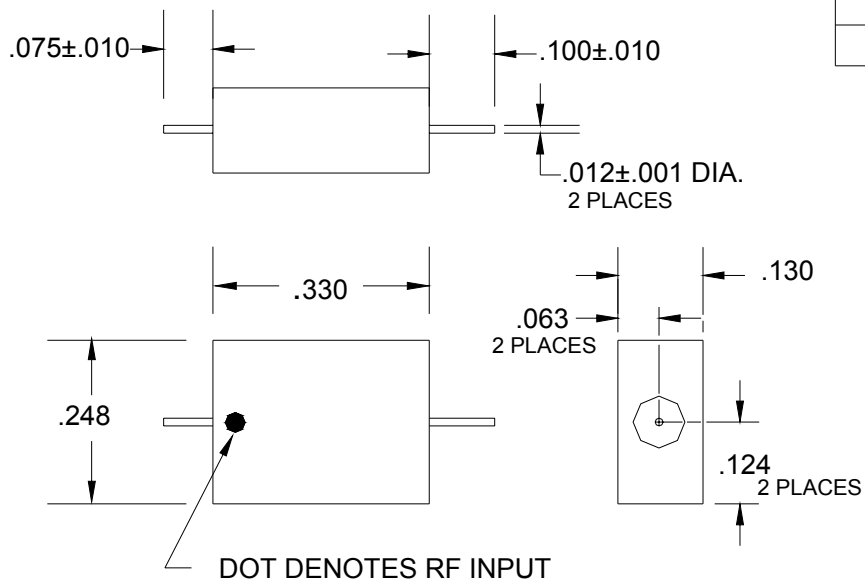 .075±.010
.100±.010
.012±.001 DIA.
2 PLACES
.330
.130
.063
2 PLACES
.248
.124
2 PLACES
DOT DENOTES RF INPUT